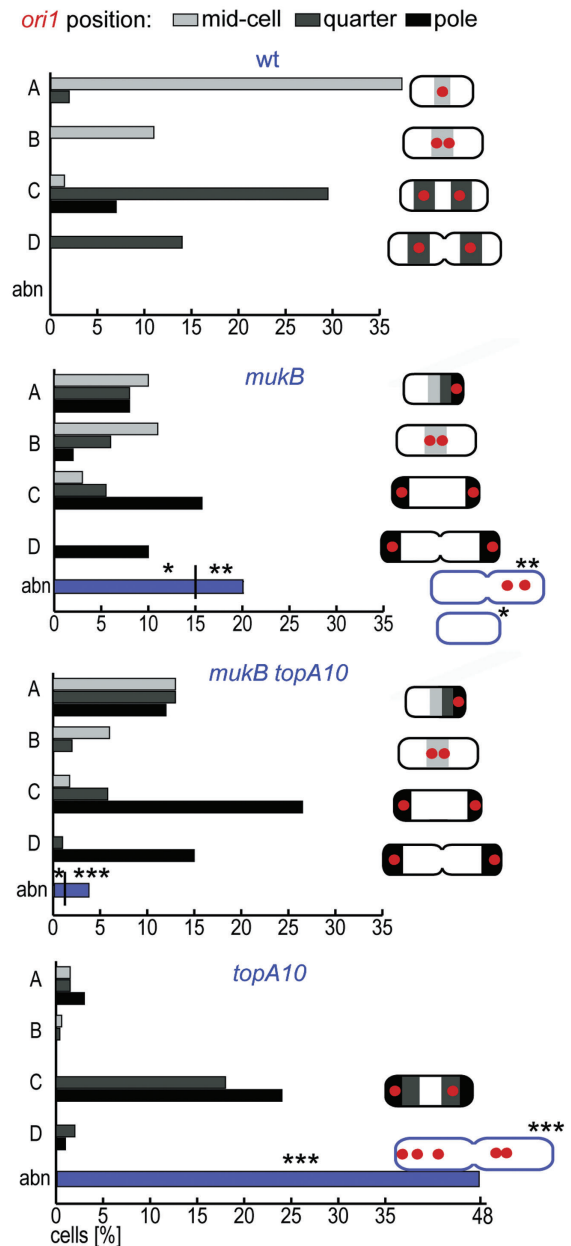 ori1 position: mid-cell quarter pole
wt
A
B
C
D
abn
0 5 10 15 20 25 30 35
mukB
A
B
C
D
abn * ** **
*
0 5 10 15 20 25 30 35
mukB topA10
A
B
C
D
* ***
abn
0 5 10 15 20 25 30 35
topA10
A
B
C
D
*** ***
abn
0 5 10 15 20 25 30 35 48
cells [%]